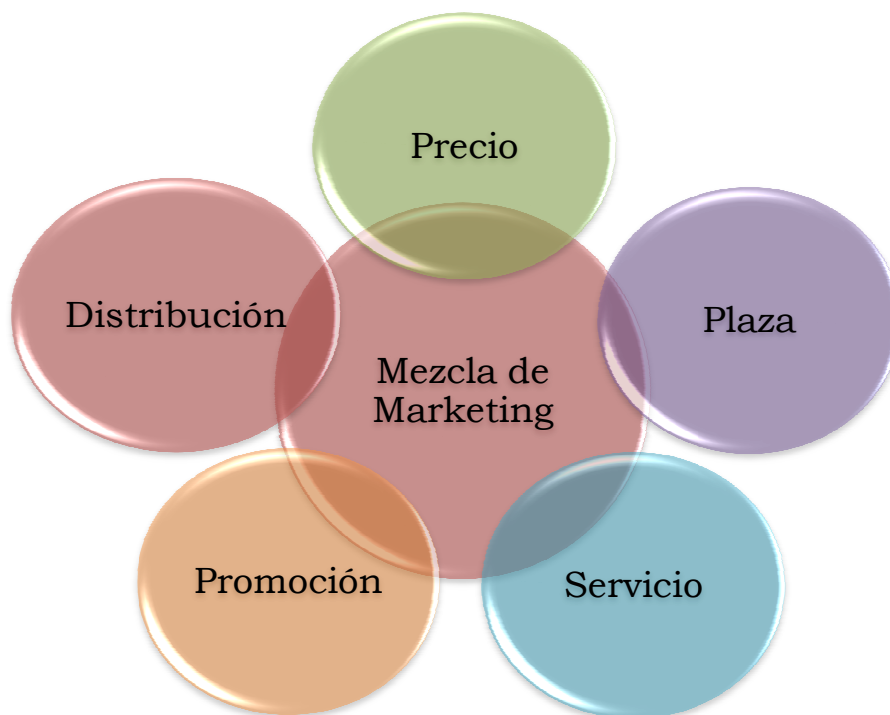 Precio
Distribución
Plaza
Mezcla de
Marketing
Promoción
Servicio